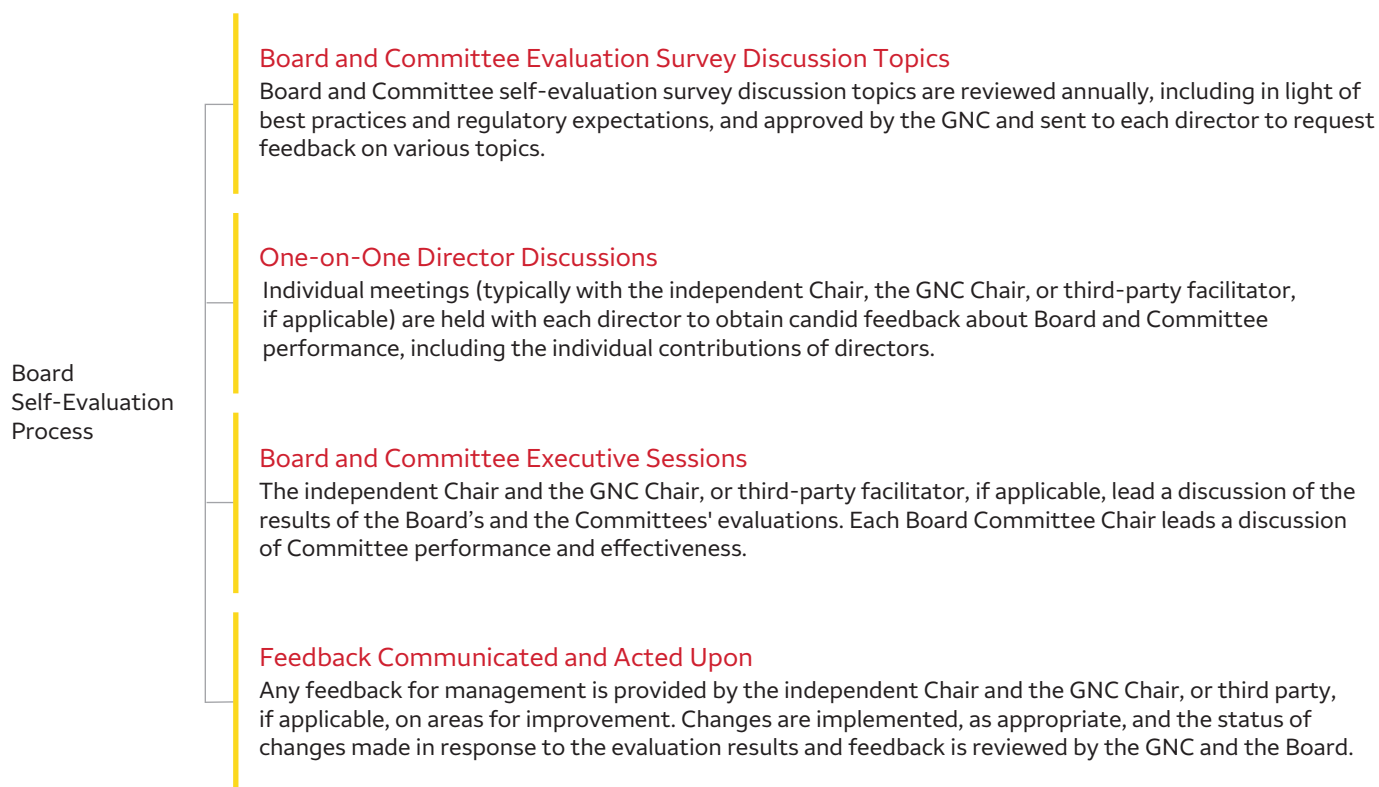 Board and Committee Evaluation Survey Discussion Topics
Board and Committee self-evaluation survey discussion topics are reviewed annually, including in light of
best practices and regulatory expectations, and approved by the GNC and sent to each director to request
feedback on various topics.
One-on-One Director Discussions
Individual meetings (typically with the independent Chair, the GNC Chair, or third-party facilitator,
if applicable) are held with each director to obtain candid feedback about Board and Committee
performance, including the individual contributions of directors.
Board
Self-Evaluation
Process
Board and Committee Executive Sessions
The independent Chair and the GNC Chair, or third-party facilitator, if applicable, lead a discussion of the
results of the Board’s and the Committees' evaluations. Each Board Committee Chair leads a discussion
of Committee performance and effectiveness.
Feedback Communicated and Acted Upon
Any feedback for management is provided by the independent Chair and the GNC Chair, or third party,
if applicable, on areas for improvement. Changes are implemented, as appropriate, and the status of
changes made in response to the evaluation results and feedback is reviewed by the GNC and the Board.